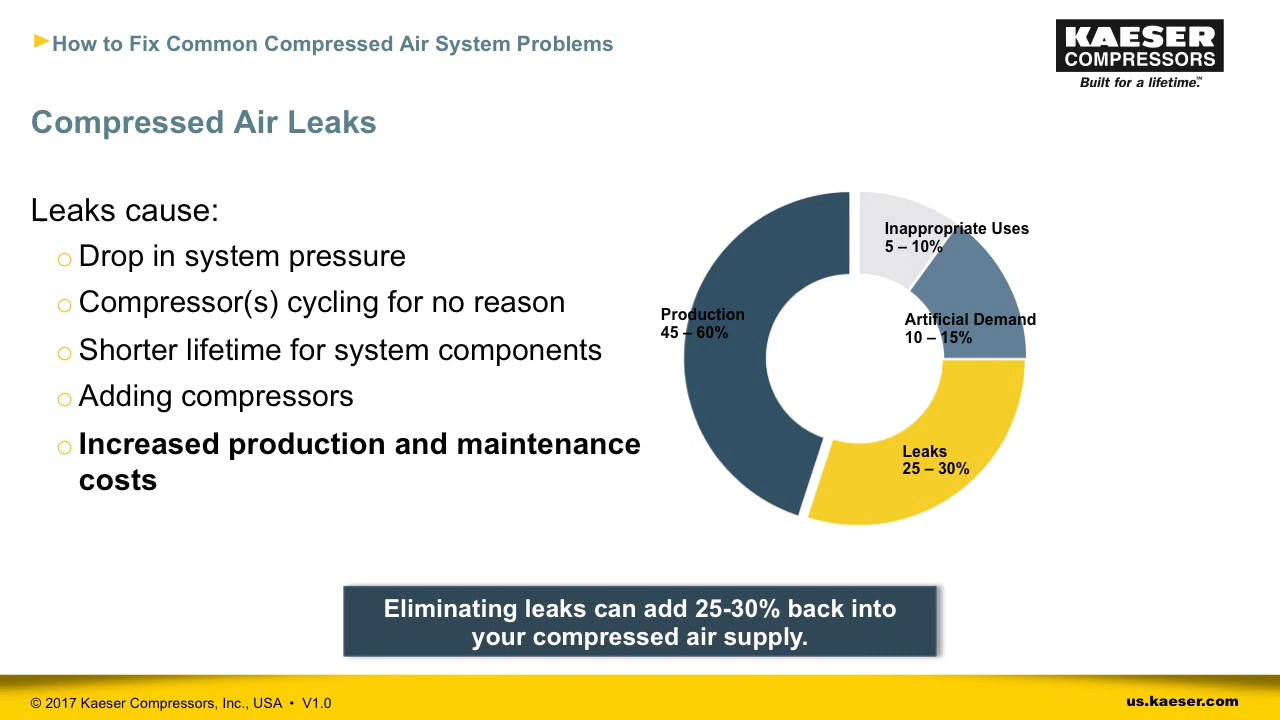 How to Fix Common Compressed Air System Problems
KAESER
COMPRESSORS
Built for a lifetime.™
Compressed Air Leaks
Leaks cause:
Drop in system pressure
Compressor(s) cycling for no reason
Shorter lifetime for system components
Adding compressors
Increased production and maintenance
costs
Inappropriate Uses
5 – 10%
Production
45 – 60%
Artificial Demand
10 – 15%
Leaks
25 – 30%
Eliminating leaks can add 25-30% back into
your compressed air supply.
© 2017 Kaeser Compressors, Inc., USA • V1.0
us.kaeser.com